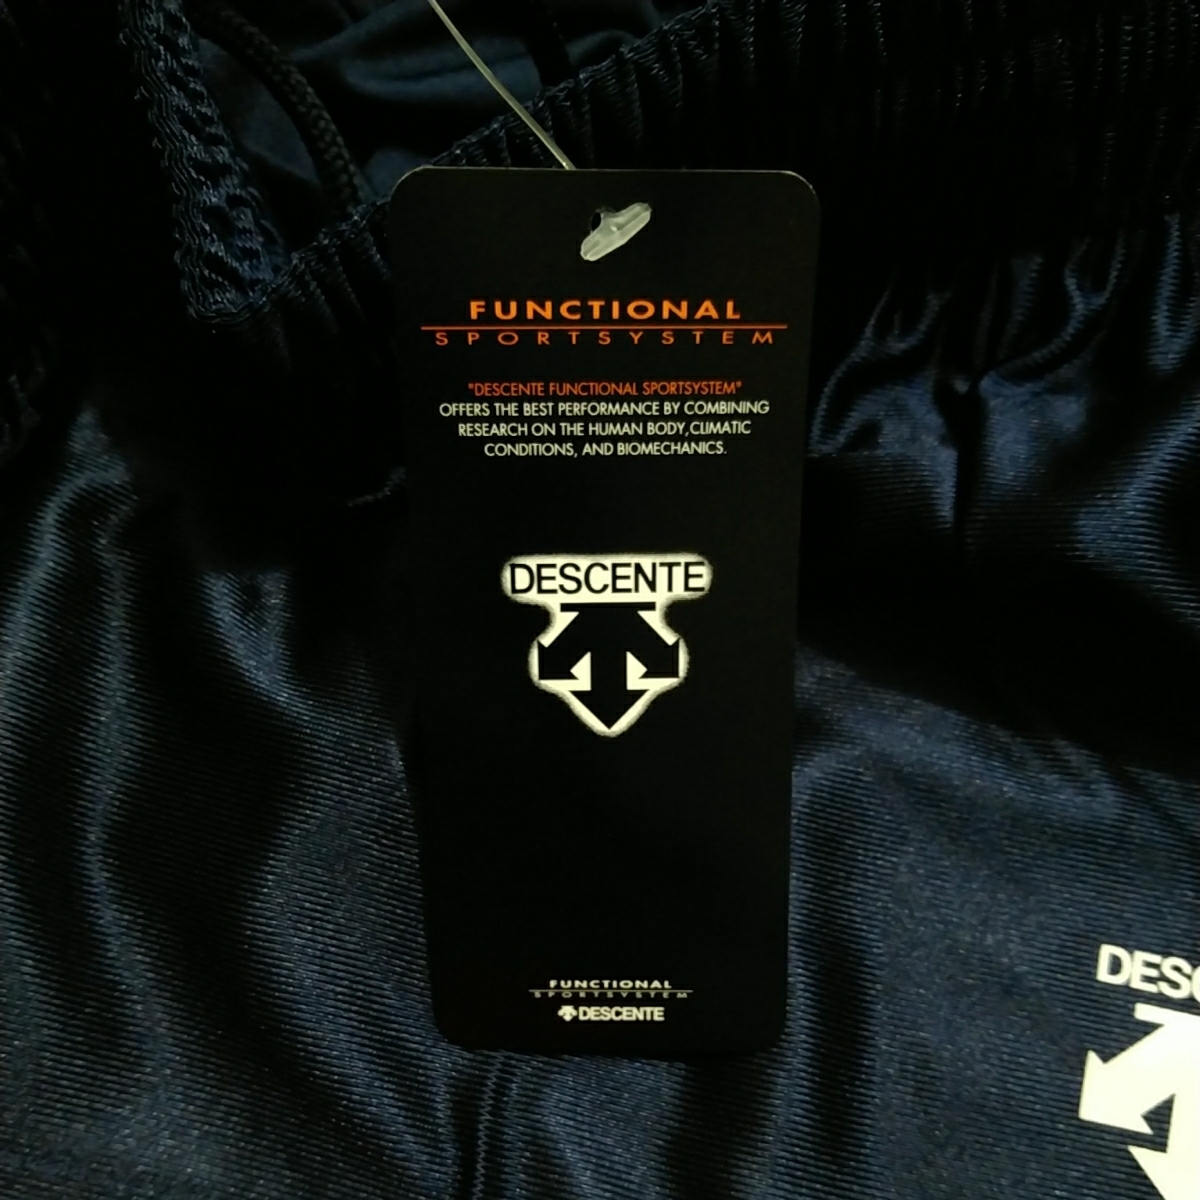 FUNCTIONAL
SPORTSYSTEM
"DESCENTE FUNCTIONAL SPORTSYSTEM"
OFFERS THE BEST PERFORMANCE BY COMBINING
RESEARCH ON THE HUMAN BODY, CLIMATIC
CONDITIONS, AND BIOMECHANICS.
DESCENTE
DESC
FUNCTIONAL
SPORTSYSTEM
DESCENTE